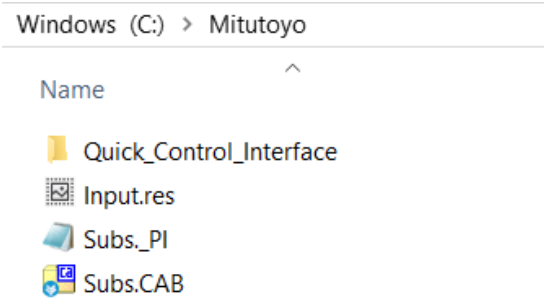 Windows (C:) > Mitutoyo
Name
Quick_Control_Interface
Input.res
Subs._PI
Subs.CAB